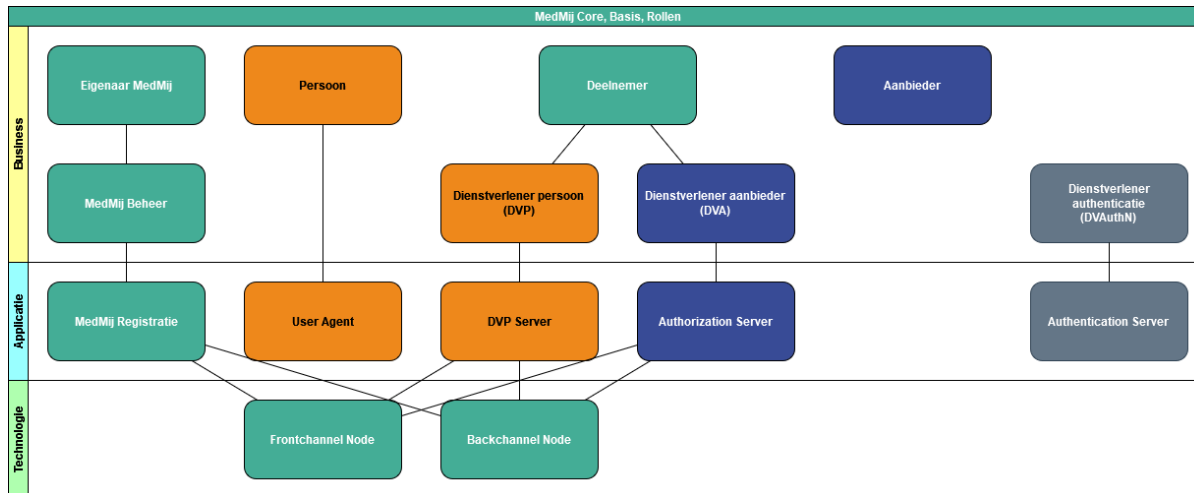 MedMij Core, Basis, Rollen
Business
Eigenaar MedMij
Persoon
Deelnemer
Aanbieder
MedMij Beheer
Dienstverlener persoon
(DVP)
Dienstverlener aanbieder
(DVA)
Dienstverlener
authenticatie
(DVAuthN)
Applicatie
MedMij Registratie
User Agent
DVP Server
Authorization Server
Authentication Server
Technologie
Frontchannel Node
Backchannel Node